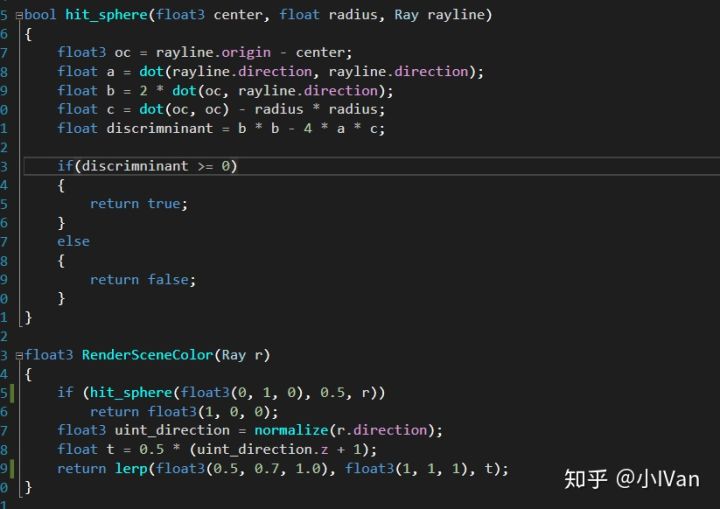 5 bool hit_sphere(float3 center, float radius, Ray rayline)
6 {
7     float3 oc = rayline.origin - center;
8     float a = dot(rayline.direction, rayline.direction);
9     float b = 2 * dot(oc, rayline.direction);
0     float c = dot(oc, oc) - radius * radius;
1     float discrminant = b * b - 4 * a * c;
2
3     if(discrminant >= 0)
4     {
5         return true;
6     }
7     else
8     {
9         return false;
0     }
1 }
2
3 float3 RenderSceneColor(Ray r)
4 {
5     if (hit_sphere(float3(0, 1, 0), 0.5, r))
6         return float3(1, 0, 0);
7     float3 uint_direction = normalize(r.direction);
8     float t = 0.5 * (uint_direction.z + 1);
9     return lerp(float3(0.5, 0.7, 1.0), float3(1, 1, 1), t);
0 }
1
知乎 @小IVan